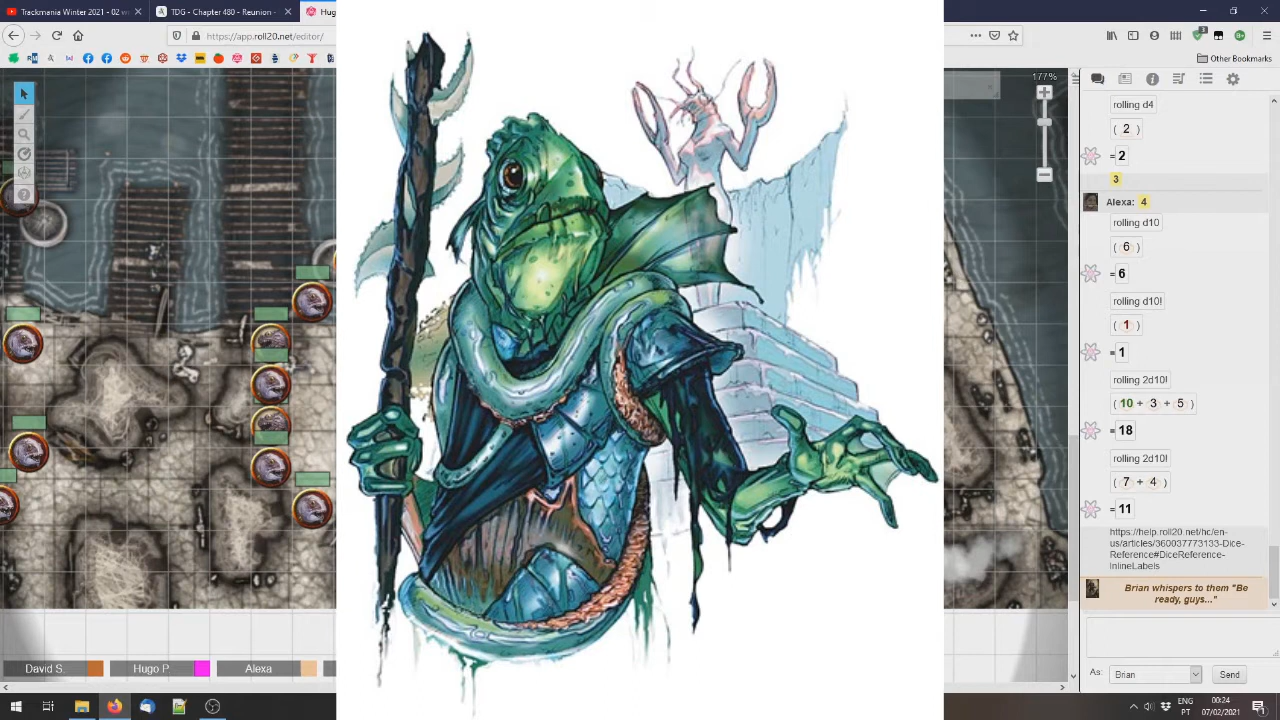 Trackmania Winter 2021 - 02
TDG - Chapter 480 - Reunion -
Hug
https://app.roll20.net/editor/
Other Bookmarks
177%
rolling d4
( 2 )
3
Alexa: 4
rolling d10
( 6 )
=6
rolling d10!
( 1 )
=1
rolling 2d10!
( 10 + 3 + 5 )
=18
rolling 2d10!
( 7 + 4 )
=11
https://help.roll20.net/hc/en-
us/articles/360037773133-Dice-
Reference#DiceReference-
InlineLabels
Brian whispers to them "Be
ready, guys..."
As:
Brian
Send
David S.
Hugo P
Alexa
ENG
PT
00:24
07/02/2021
1